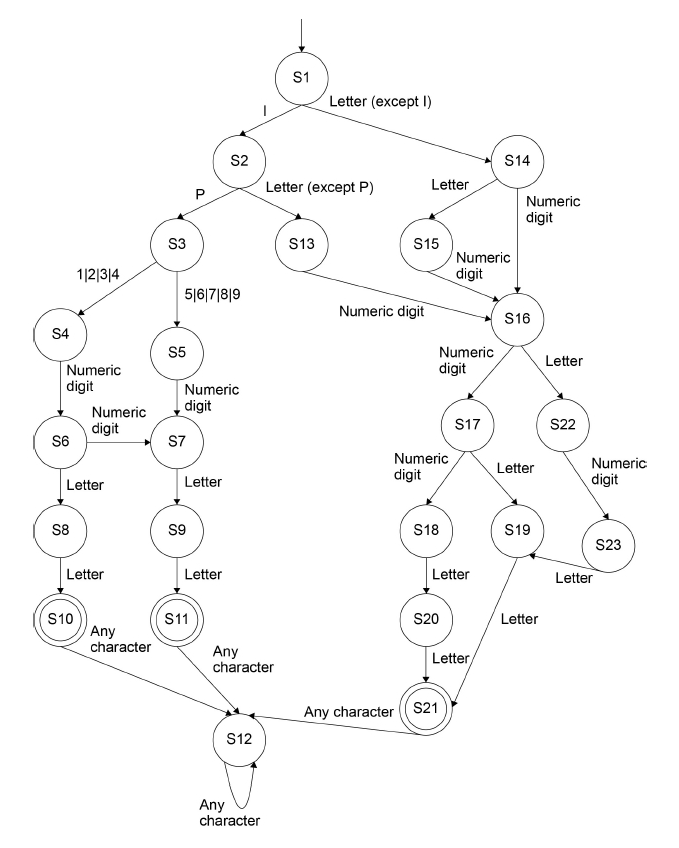 S1
I
Letter (except I)
S2
S14
P
Letter (except P)
Letter
Numeric
digit
S3
S13
S15
Numeric
digit
1|2|3|4
5|6|7|8|9
Numeric digit
S16
S4
S5
Numeric
digit
Letter
Numeric
digit
Numeric
digit
Numeric
digit
S6
S7
S17
S22
Numeric
digit
Letter
Numeric
digit
Letter
Letter
S8
S9
S18
S19
S23
Letter
Letter
Letter
Letter
S10
Any
character
S11
S20
Letter
Any
character
Letter
Any character
S21
S12
Any
character